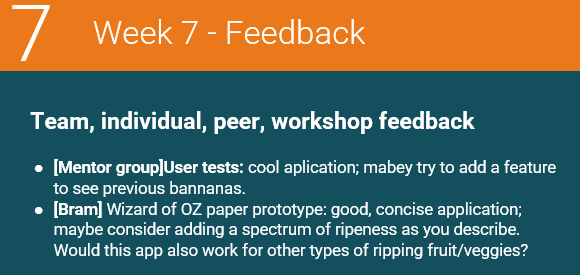 7 Week 7 - Feedback
Team, individual, peer, workshop feedback
● [Mentor group]User tests: cool aplication; mabey try to add a feature
to see previous bannanas.
● [Bram] Wizard of OZ paper prototype: good, concise application;
maybe consider adding a spectrum of ripeness as you describe.
Would this app also work for other types of ripping fruit/veggies?